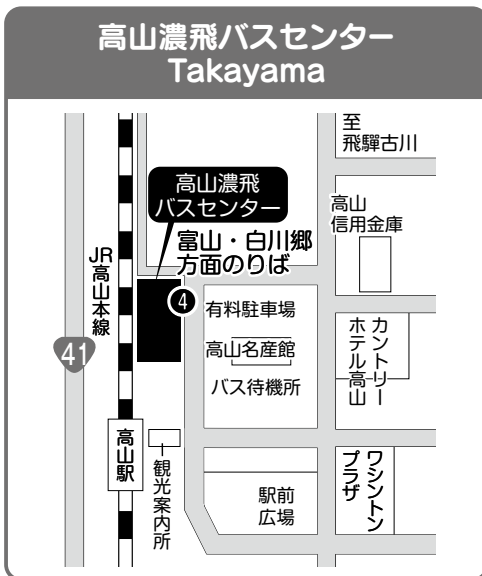 高山濃飛バスセンター
Takayama
至
飛騨古川
高山濃飛
バスセンター
高山
信用金庫
富山・白川郷
方面のりば
JR高山本線
4
有料駐車場
41
高山名産館
カントリー
ホテル高山
バス待機所
高山駅
観光案内所
駅前
広場
ワシントン
プラザ